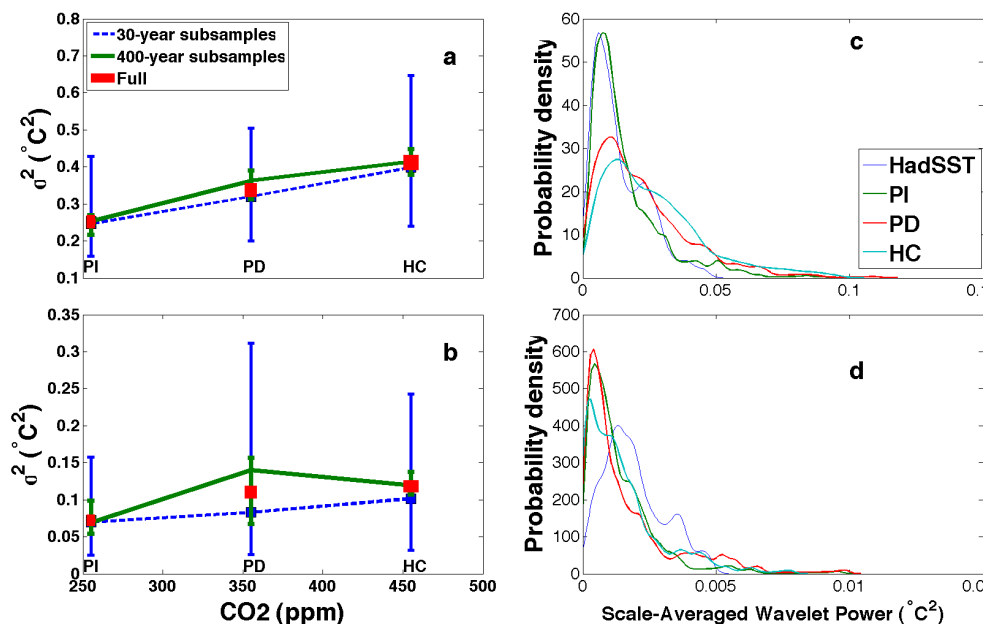 0.8
0.7
0.6
0.5
0.4
0.3
0.2
0.1
σ² (°C²)
30-year subsamples
400-year subsamples
Full
a
PI
PD
HC
0.35
0.3
0.25
0.2
0.15
0.1
0.05
0
σ² (°C²)
b
PI
PD
HC
250
300
350
400
450
500
CO2 (ppm)
60
50
40
30
20
10
0
Probability density
c
HadSST
PI
PD
HC
0
0.05
0.1
700
600
500
400
300
200
100
0
Probability density
d
0
0.005
0.01
Scale-Averaged Wavelet Power (°C²)